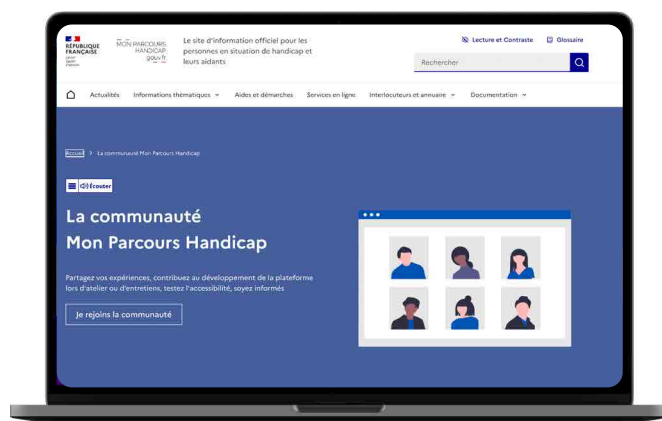 RÉPUBLIQUE
FRANÇAISE
MON PARCOURS
HANDICAP
gouv.fr
Le site d'information officiel pour les
personnes en situation de handicap et
leurs aidants
Lecture et Contraste
Glossaire
Rechercher
Actualités
Informations thématiques
Aides et démarches
Services en ligne
Interlocuteurs et annuaire
Documentation
Accueil > La communauté Mon Parcours Handicap
Écouter
La communauté
Mon Parcours Handicap
Partagez vos expériences, contribuez au développement de la plateforme
lors d'atelier ou d'entretiens, testez l'accessibilité, soyez informés
Je rejoins la communauté